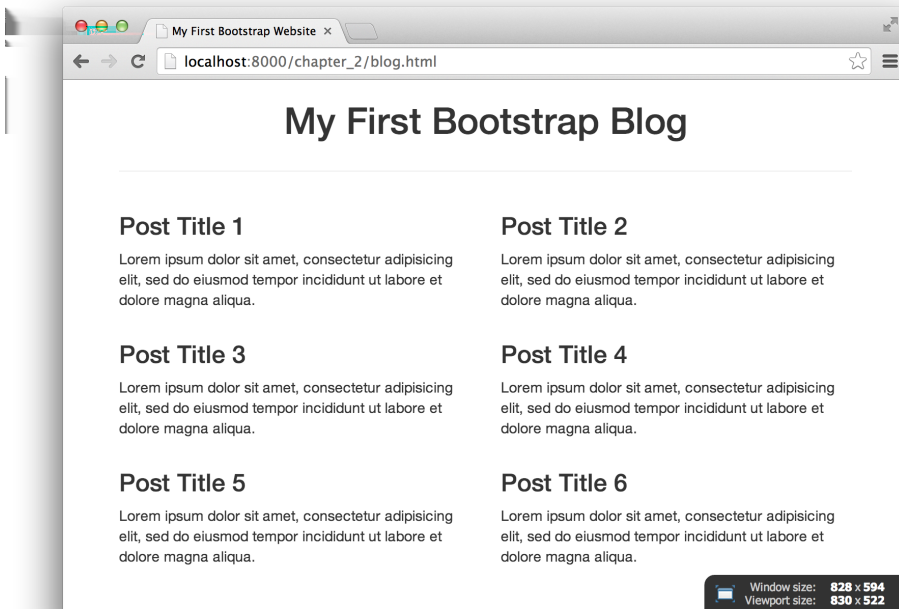 My First Bootstrap Website ×
localhost:8000/chapter_2/blog.html
My First Bootstrap Blog
Post Title 1
Lorem ipsum dolor sit amet, consectetur adipisicing
elit, sed do eiusmod tempor incididunt ut labore et
dolore magna aliqua.
Post Title 2
Lorem ipsum dolor sit amet, consectetur adipisicing
elit, sed do eiusmod tempor incididunt ut labore et
dolore magna aliqua.
Post Title 3
Lorem ipsum dolor sit amet, consectetur adipisicing
elit, sed do eiusmod tempor incididunt ut labore et
dolore magna aliqua.
Post Title 4
Lorem ipsum dolor sit amet, consectetur adipisicing
elit, sed do eiusmod tempor incididunt ut labore et
dolore magna aliqua.
Post Title 5
Lorem ipsum dolor sit amet, consectetur adipisicing
elit, sed do eiusmod tempor incididunt ut labore et
dolore magna aliqua.
Post Title 6
Lorem ipsum dolor sit amet, consectetur adipisicing
elit, sed do eiusmod tempor incididunt ut labore et
dolore magna aliqua.
Window size: 828 x 594
Viewport size: 830 x 522